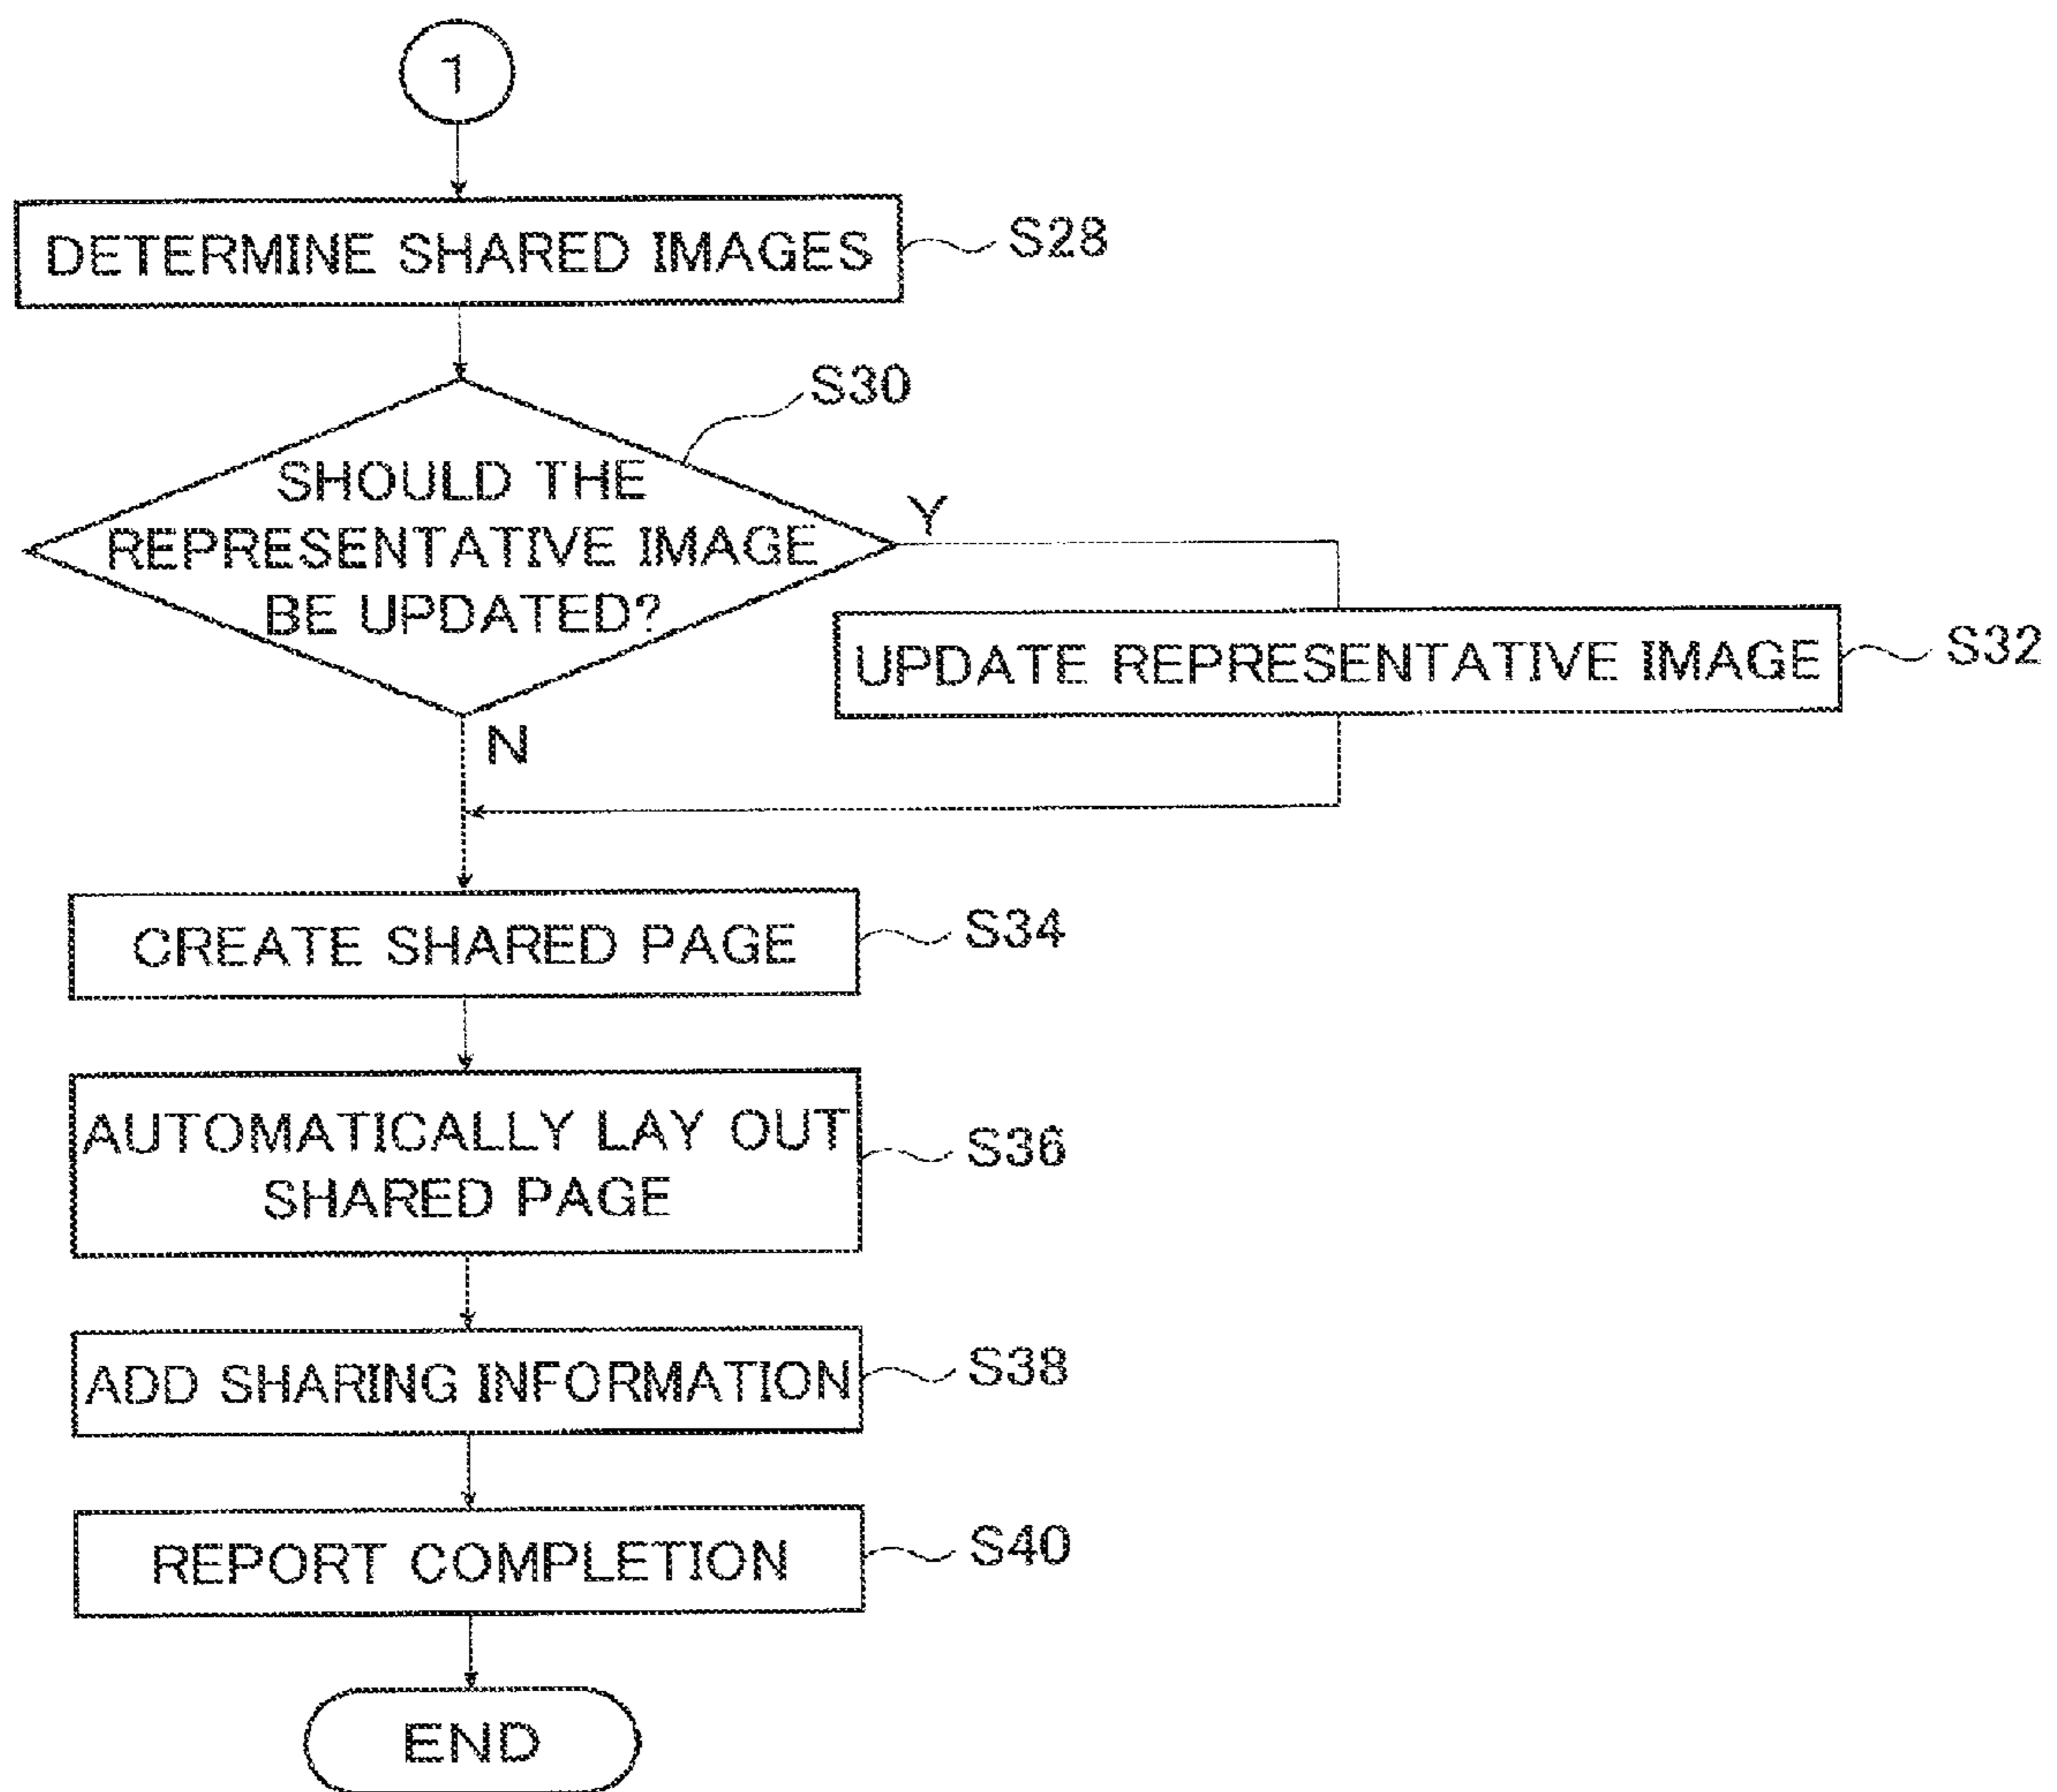 1
DETERMINE SHARED IMAGES
S28
S30
SHOULD THE
REPRESENTATIVE IMAGE
BE UPDATED?
Y
UPDATE REPRESENTATIVE IMAGE
S32
N
CREATE SHARED PAGE
S34
AUTOMATICALLY LAY OUT
SHARED PAGE
S36
ADD SHARING INFORMATION
S38
REPORT COMPLETION
S40
END